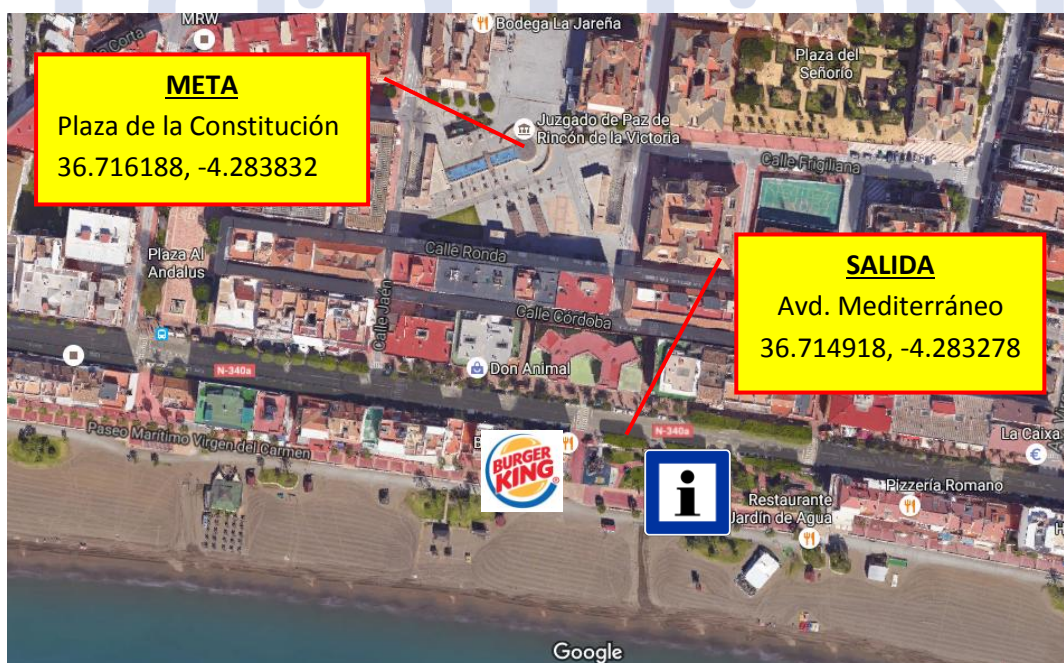 MRW
Bodega La Jareña
META
Plaza de la Constitución
36.716188, -4.283832
Juzgado de Paz de
Rincón de la Victoria
Plaza del
Señorío
Calle Frigiliana
Plaza Al
Andalus
Calle Ronda
Calle Jaén
Calle Córdoba
SALIDA
Avd. Mediterráneo
36.714918, -4.283278
N-340a
Don Animal
N-340a
Paseo Marítimo Virgen del Carmen
BURGER
KING
i
La Caixa
€
Pizzería Romano
Restaurante
Jardín de Agua
Google